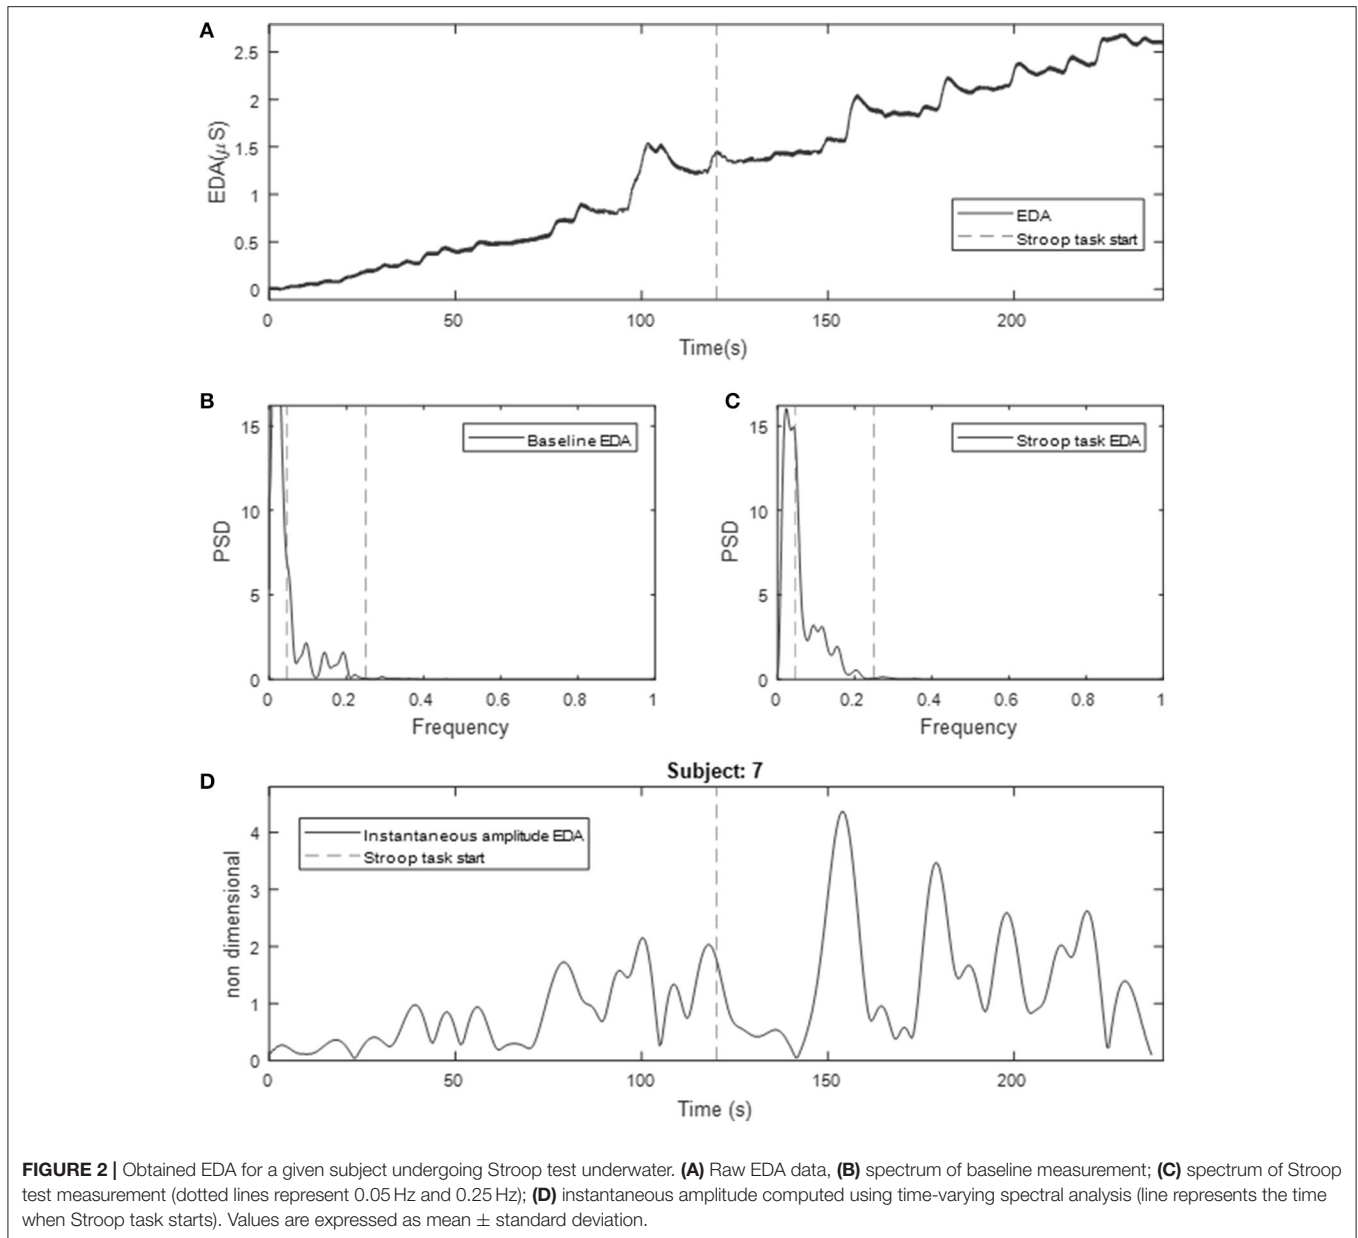 A
2.5
2
1.5
1
0.5
0
EDA(μS)
EDA
Stroop task start
0 50 100 150 200
Time(s)
B
15
10
5
0
PSD
Baseline EDA
0 0.2 0.4 0.6 0.8 1
Frequency
C
15
10
5
0
PSD
Stroop task EDA
0 0.2 0.4 0.6 0.8 1
Frequency
Subject: 7
D
4
3
2
1
0
non dimensional
Instantaneous amplitude EDA
Stroop task start
0 50 100 150 200
Time (s)
FIGURE 2 | Obtained EDA for a given subject undergoing Stroop test underwater. (A) Raw EDA data, (B) spectrum of baseline measurement; (C) spectrum of Stroop
test measurement (dotted lines represent 0.05 Hz and 0.25 Hz); (D) instantaneous amplitude computed using time-varying spectral analysis (line represents the time
when Stroop task starts). Values are expressed as mean ± standard deviation.